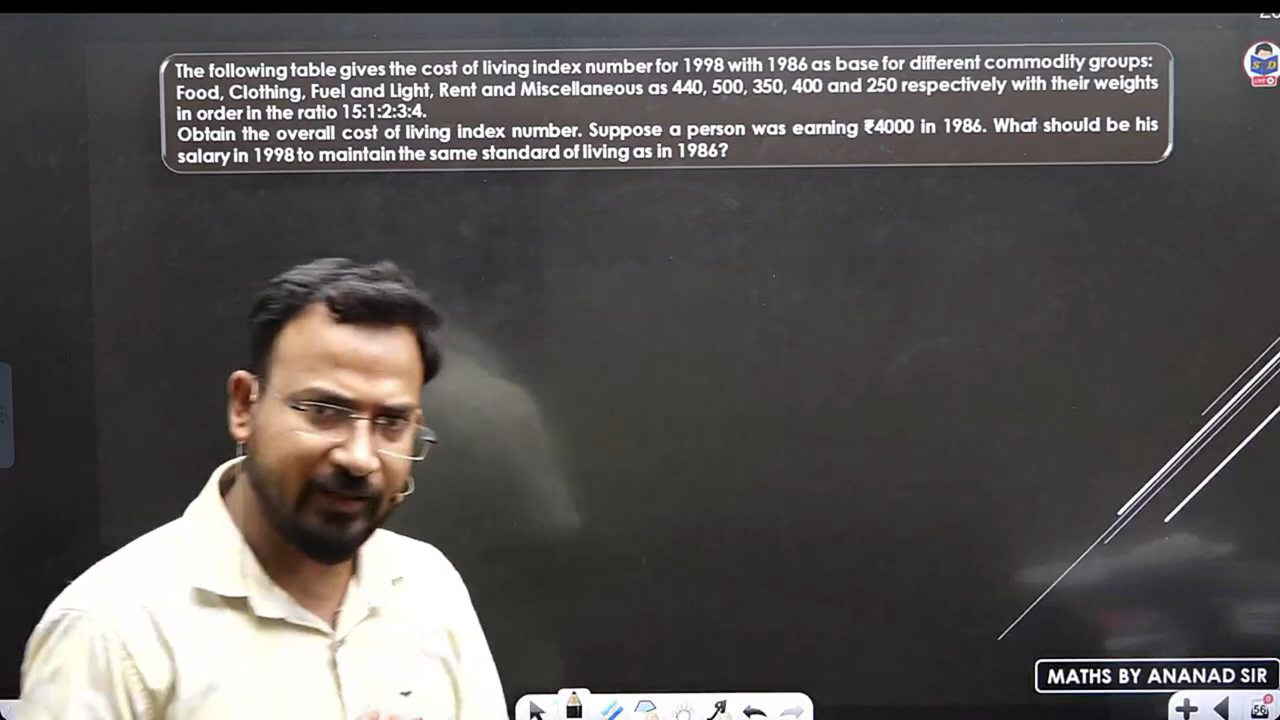 The following table gives the cost of living index number for 1998 with 1986 as base for different commodity groups:
Food, Clothing, Fuel and Light, Rent and Miscellaneous as 440, 500, 350, 400 and 250 respectively with their weights
in order in the ratio 15:1:2:3:4.
Obtain the overall cost of living index number. Suppose a person was earning ₹4000 in 1986. What should be his
salary in 1998 to maintain the same standard of living as in 1986?
MATHS BY ANANAD SIR
56